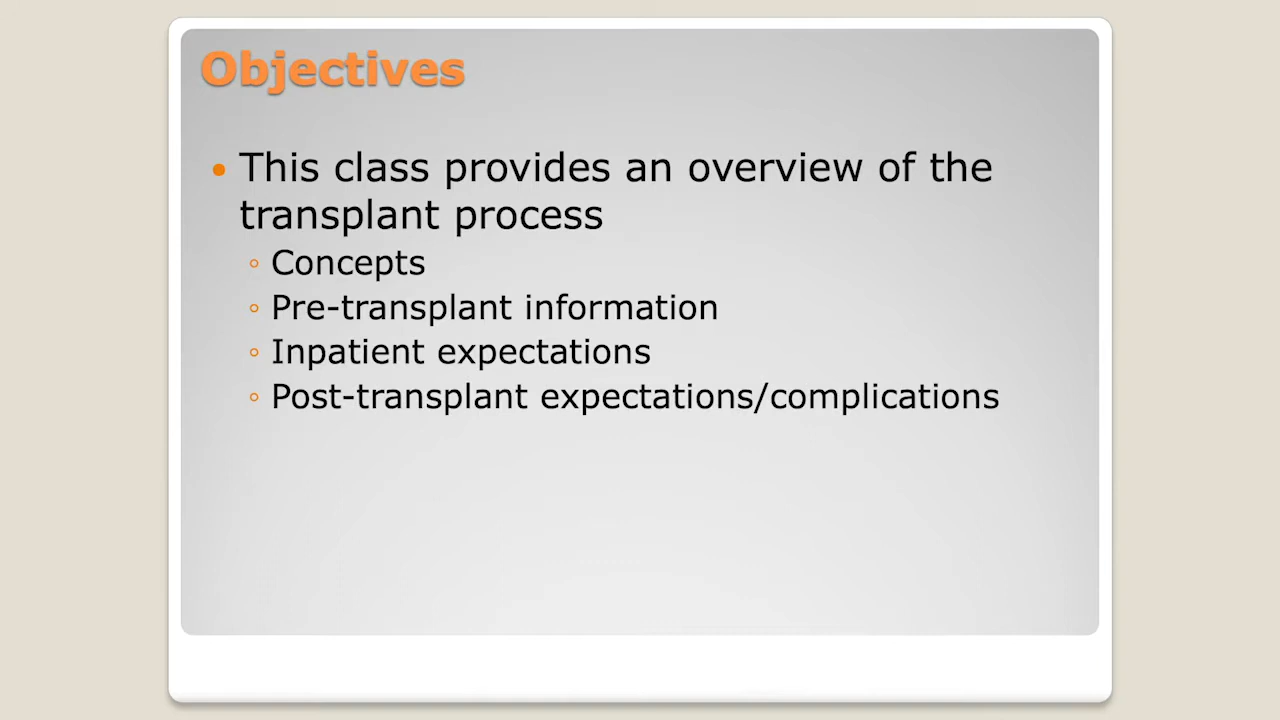 Objectives
• This class provides an overview of the
transplant process
◦ Concepts
◦ Pre-transplant information
◦ Inpatient expectations
◦ Post-transplant expectations/complications